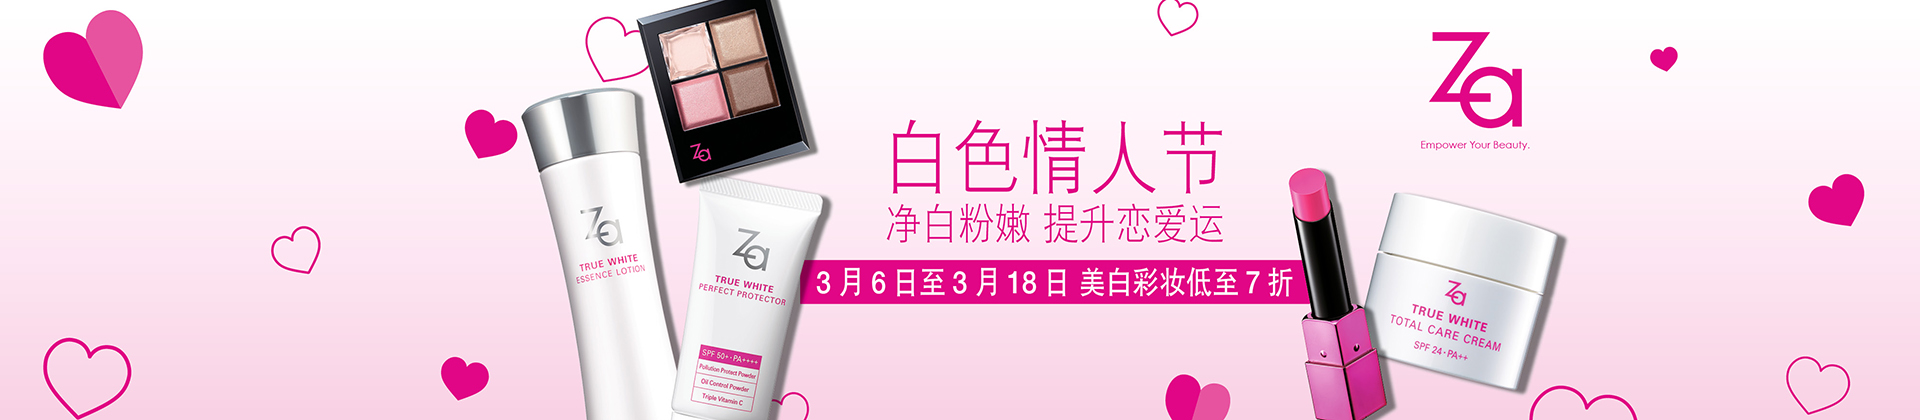 Za
Za
TRUE WHITE
ESSENCE LOTION
Za
TRUE WHITE
PERFECT PROTECTOR
SPF 50+・PA++++
Pollution Protect Powder
Oil Control Powder
Triple Vitamin C
白色情人节
净白粉嫩 提升恋爱运
3月6日至3月18日 美白彩妆低至7折
Za
Empower Your Beauty.
Za
TRUE WHITE
TOTAL CARE CREAM
SPF 24・PA++